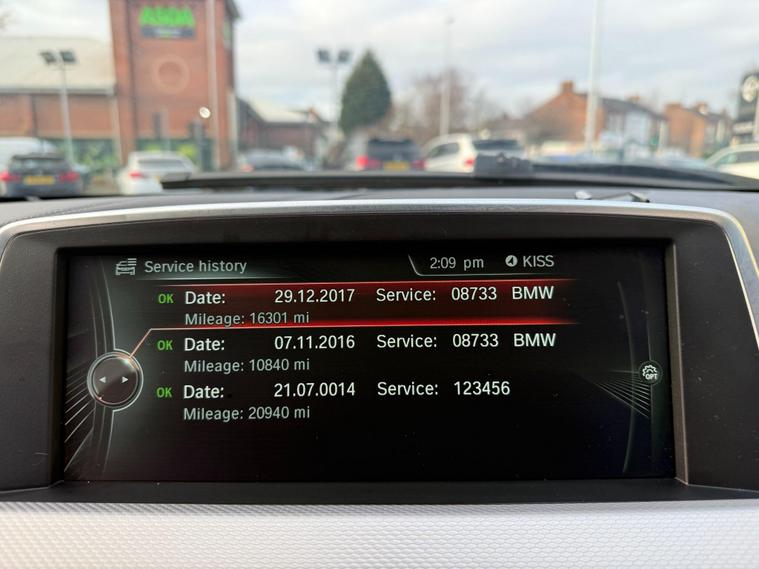 ASDA
Service history 2:09 pm KISS
OK Date: 29.12.2017 Service: 08733 BMW
Mileage: 16301 mi
OK Date: 07.11.2016 Service: 08733 BMW
Mileage: 10840 mi
OK Date: 21.07.0014 Service: 123456
Mileage: 20940 mi
OPT